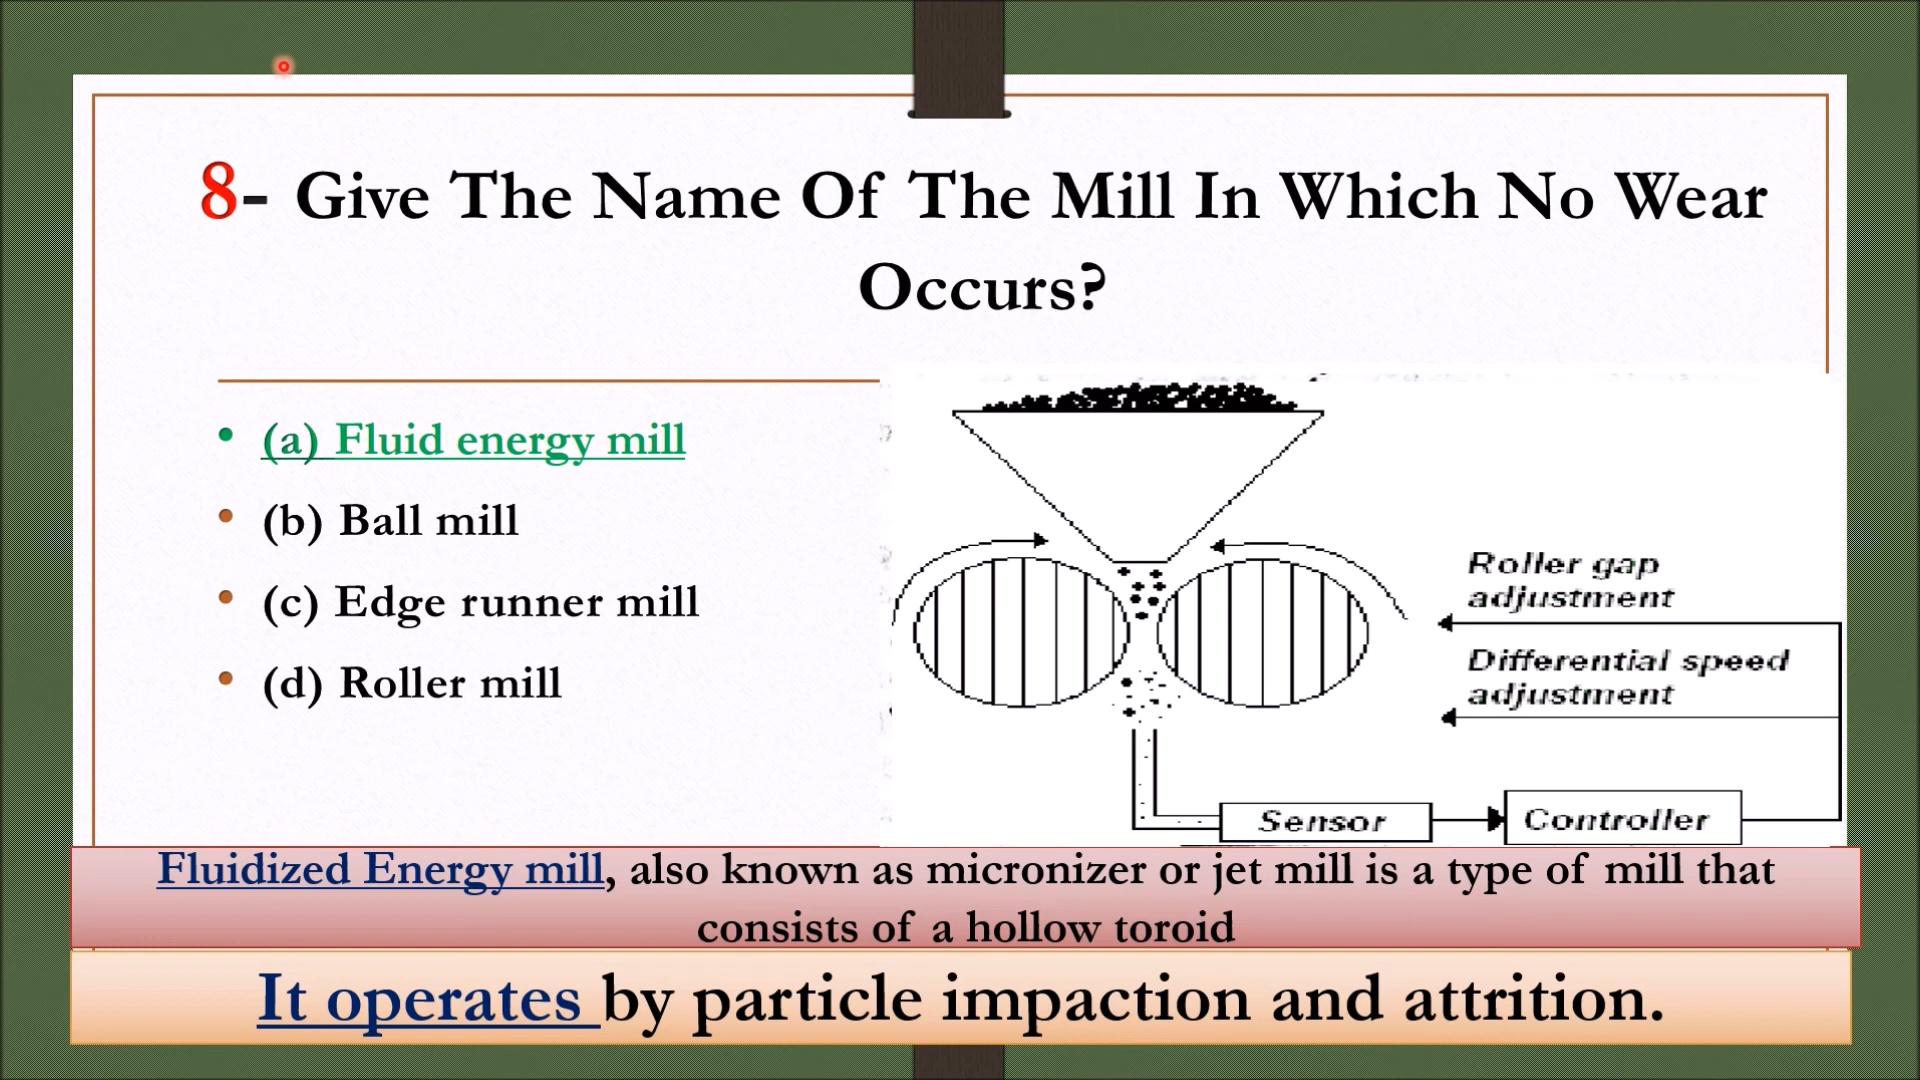 8- Give The Name Of The Mill In Which No Wear
Occurs?
• (a) Fluid energy mill
• (b) Ball mill
• (c) Edge runner mill
• (d) Roller mill
Roller gap
adjustment
Differential speed
adjustment
Sensor
Controller
Fluidized Energy mill, also known as micronizer or jet mill is a type of mill that
consists of a hollow toroid
It operates by particle impaction and attrition.